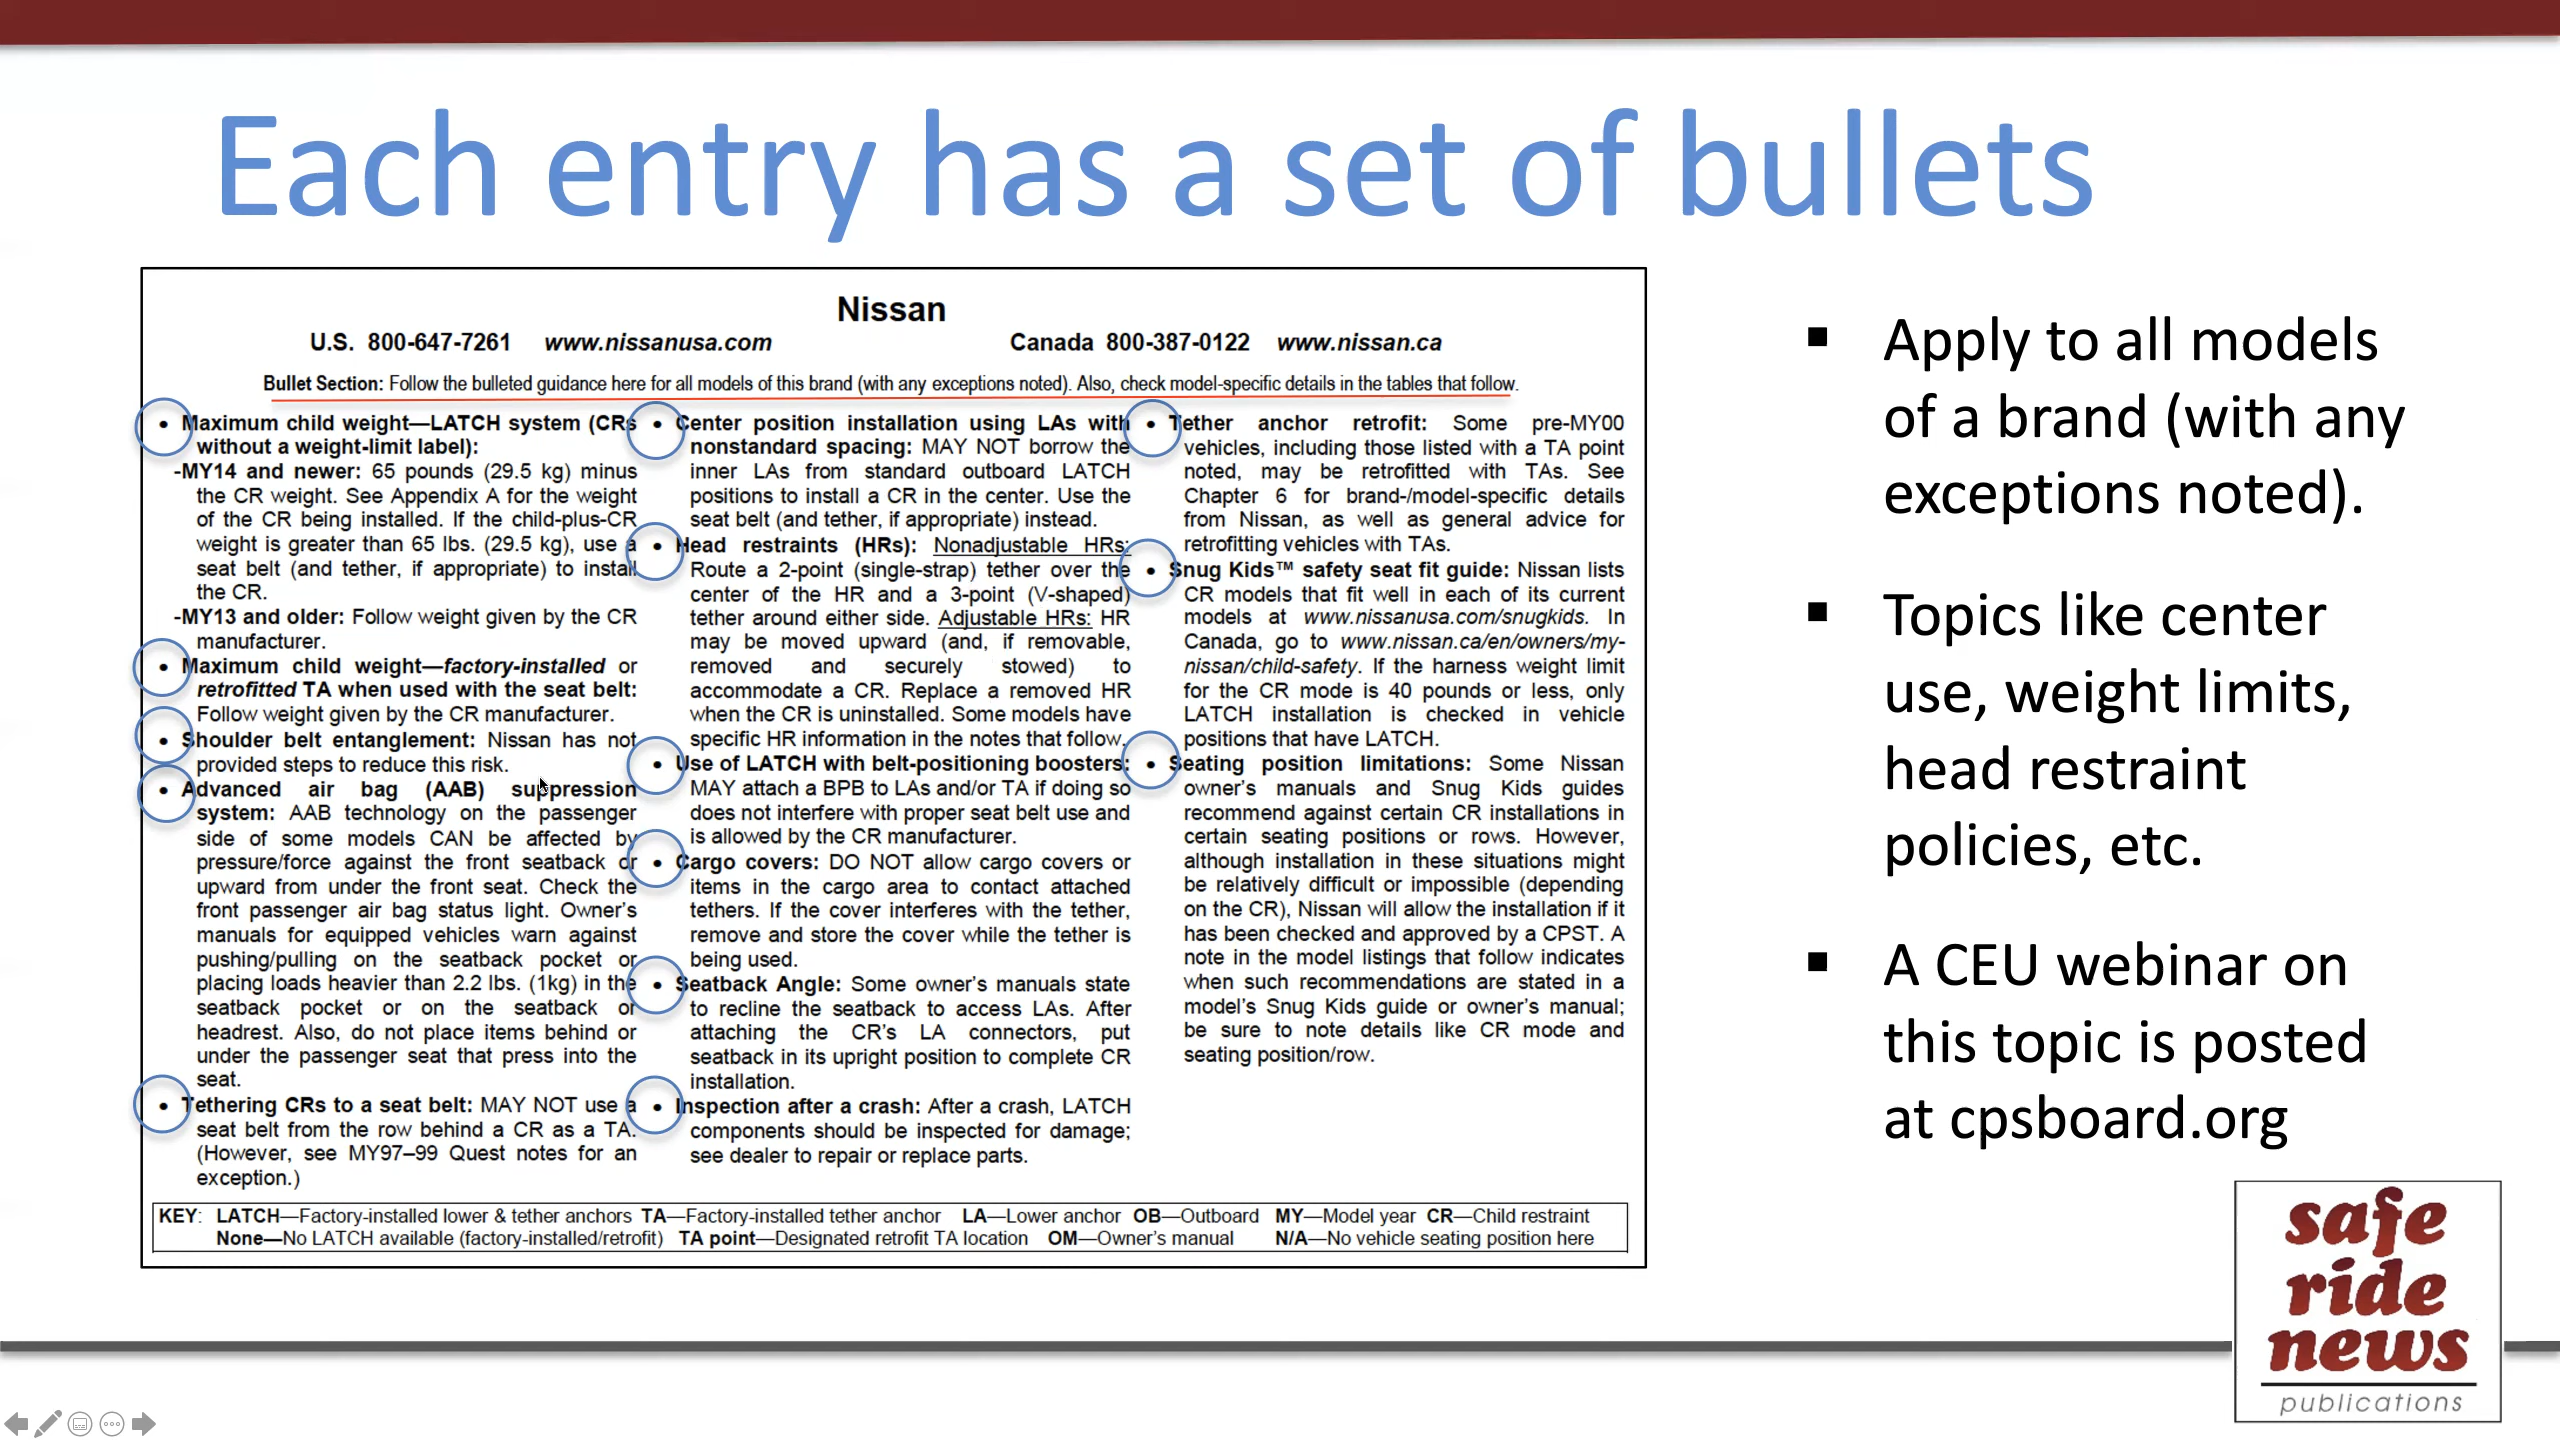 Each entry has a set of bullets
Nissan
U.S. 800-647-7261 www.nissanusa.com Canada 800-387-0122 www.nissan.ca
Bullet Section: Follow the bulleted guidance here for all models of this brand (with any exceptions noted). Also, check model-specific details in the tables that follow.
• Maximum child weight—LATCH system (CRs
without a weight-limit label):
-MY14 and newer: 65 pounds (29.5 kg) minus
the CR weight. See Appendix A for the weight
of the CR being installed. If the child-plus-CR
weight is greater than 65 lbs. (29.5 kg), use a
seat belt (and tether, if appropriate) to install
the CR.
-MY13 and older: Follow weight given by the CR
manufacturer.
• Maximum child weight—factory-installed or
retrofitted TA when used with the seat belt:
Follow weight given by the CR manufacturer.
• Shoulder belt entanglement: Nissan has not
provided steps to reduce this risk.
• Advanced air bag (AAB) suppression
system: AAB technology on the passenger
side of some models CAN be affected by
pressure/force against the front seatback or
upward from under the front seat. Check the
front passenger air bag status light. Owner's
manuals for equipped vehicles warn against
pushing/pulling on the seatback pocket or
placing loads heavier than 2.2 lbs. (1kg) in the
seatback pocket or on the seatback or
headrest. Also, do not place items behind or
under the passenger seat that press into the
seat.
• Tethering CRs to a seat belt: MAY NOT use a
seat belt from the row behind a CR as a TA.
(However, see MY97–99 Quest notes for an
exception.)
• Center position installation using LAs with
nonstandard spacing: MAY NOT borrow the
inner LAs from standard outboard LATCH
positions to install a CR in the center. Use the
seat belt (and tether, if appropriate) instead.
• Head restraints (HRs): Nonadjustable HRs:
Route a 2-point (single-strap) tether over the
center of the HR and a 3-point (V-shaped)
tether around either side. Adjustable HRs: HR
may be moved upward (and, if removable,
removed and securely stowed) to
accommodate a CR. Replace a removed HR
when the CR is uninstalled. Some models have
specific HR information in the notes that follow.
• Use of LATCH with belt-positioning boosters:
MAY attach a BPB to LAs and/or TA if doing so
does not interfere with proper seat belt use and
is allowed by the CR manufacturer.
• Cargo covers: DO NOT allow cargo covers or
items in the cargo area to contact attached
tethers. If the cover interferes with the tether,
remove and store the cover while the tether is
being used.
• Seatback Angle: Some owner's manuals state
to recline the seatback to access LAs. After
attaching the CR's LA connectors, put
seatback in its upright position to complete CR
installation.
• Inspection after a crash: After a crash, LATCH
components should be inspected for damage;
see dealer to repair or replace parts.
• Tether anchor retrofit: Some pre-MY00
vehicles, including those listed with a TA point
noted, may be retrofitted with TAs. See
Chapter 6 for brand-/model-specific details
from Nissan, as well as general advice for
retrofitting vehicles with TAs.
• Snug Kids™ safety seat fit guide: Nissan lists
CR models that fit well in each of its current
models at www.nissanusa.com/snugkids. In
Canada, go to www.nissan.ca/en/owners/my-
nissan/child-safety. If the harness weight limit
for the CR mode is 40 pounds or less, only
LATCH installation is checked in vehicle
positions that have LATCH.
• Seating position limitations: Some Nissan
owner's manuals and Snug Kids guides
recommend against certain CR installations in
certain seating positions or rows. However,
although installation in these situations might
be relatively difficult or impossible (depending
on the CR), Nissan will allow the installation if it
has been checked and approved by a CPST. A
note in the model listings that follow indicates
when such recommendations are stated in a
model's Snug Kids guide or owner's manual;
be sure to note details like CR mode and
seating position/row.
KEY: LATCH—Factory-installed lower & tether anchors TA—Factory-installed tether anchor LA—Lower anchor OB—Outboard MY—Model year CR—Child restraint
None—No LATCH available (factory-installed/retrofit) TA point—Designated retrofit TA location OM—Owner's manual N/A—No vehicle seating position here
▪ Apply to all models
of a brand (with any
exceptions noted).
▪ Topics like center
use, weight limits,
head restraint
policies, etc.
▪ A CEU webinar on
this topic is posted
at cpsboard.org
safe
ride
news
publications